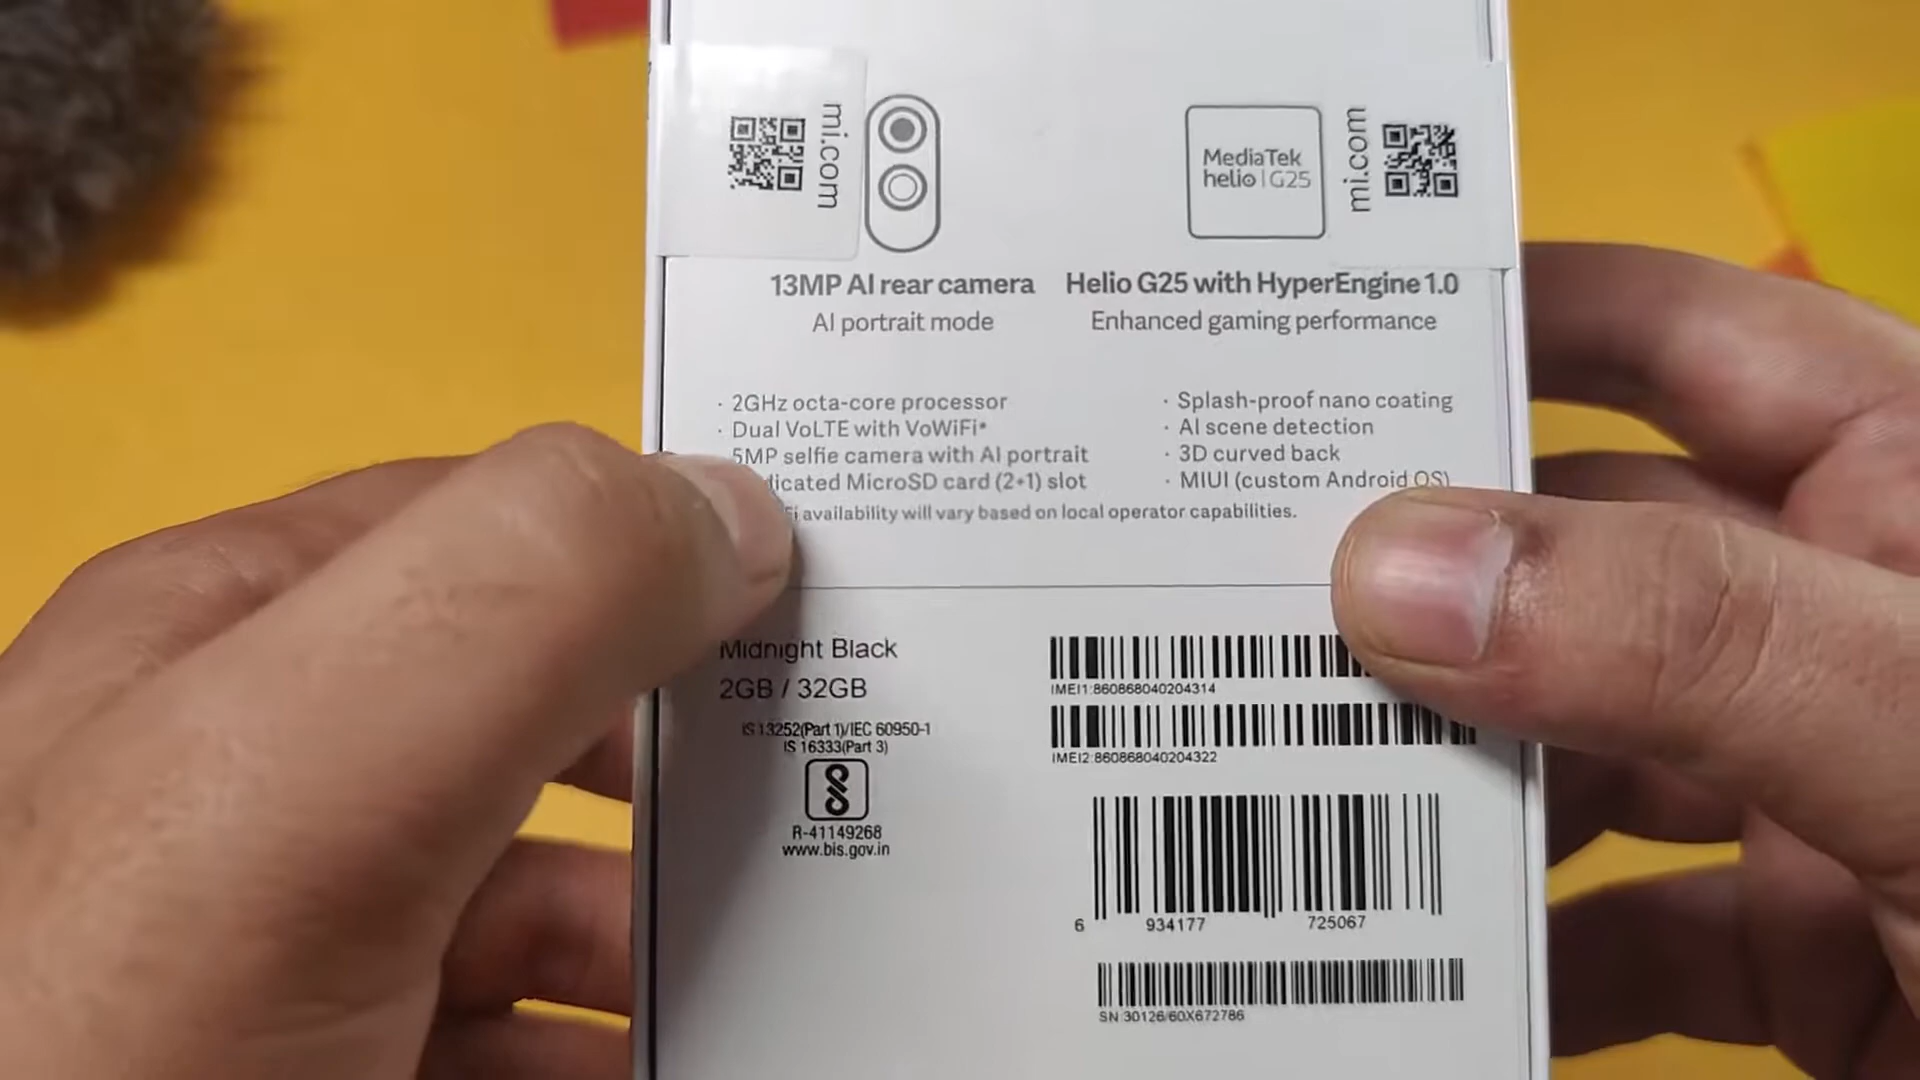 mi.com
MediaTek
helio G25
mi.com
13MP AI rear camera
AI portrait mode
Helio G25 with HyperEngine 1.0
Enhanced gaming performance
· 2GHz octa-core processor
· Dual VoLTE with VoWiFi*
5MP selfie camera with AI portrait
MicroSD card (2+1) slot
· Splash-proof nano coating
· AI scene detection
· 3D curved back
· MIUI (custom Android OS)
availability will vary based on local operator capabilities.
Midnight Black
2GB / 32GB
IS 13252(Part 1)/IEC 60950-1
IS 16333(Part 3)
R-41149268
www.bis.gov.in
IMEI1:860868040204314
IMEI2:860868040204322
6 934177 725067
SN:30126/60X672786